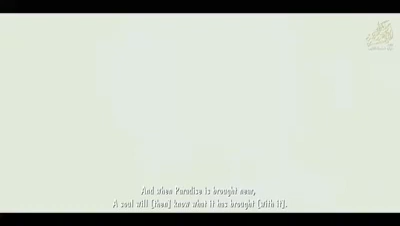 And when Paradise is brought near,
A soul will [then] know what it has brought [with it].